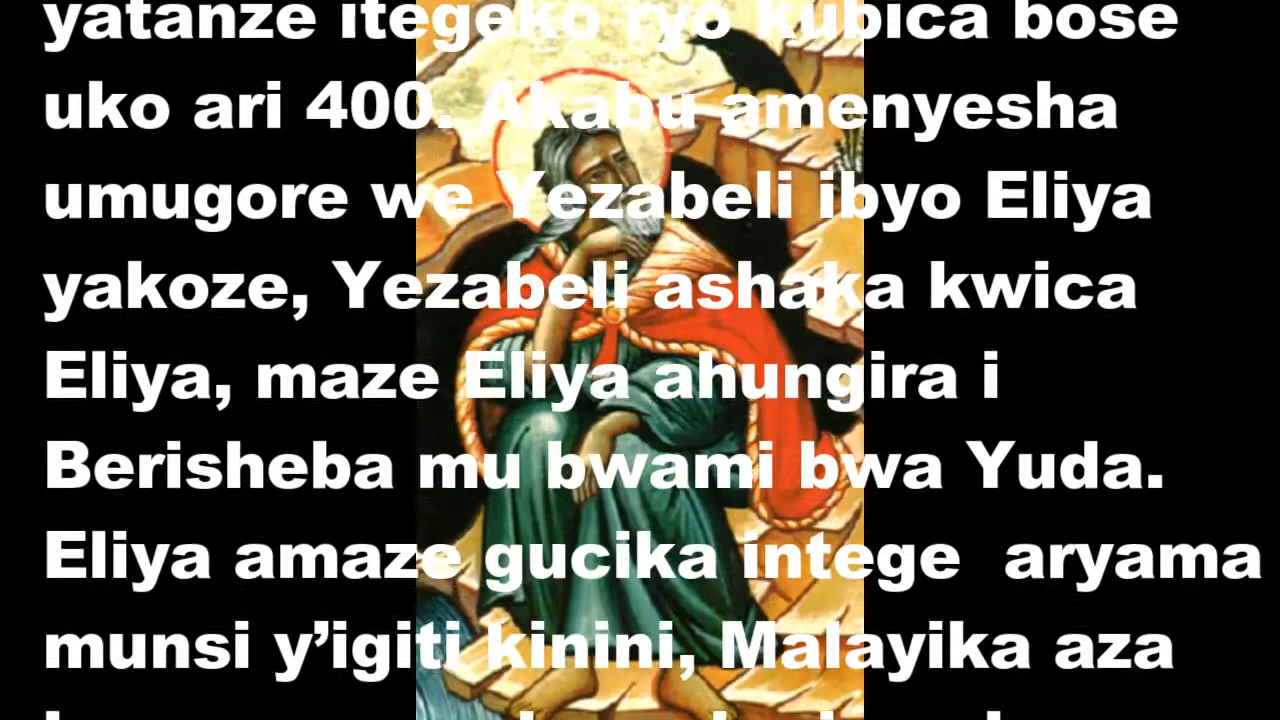 yatanze itegeko ryo kubica bose
uko ari 400. Akabu amenyesha
umugore we Yezabeli ibyo Eliya
yakoze, Yezabeli ashaka kwica
Eliya, maze Eliya ahungira i
Berisheba mu bwami bwa Yuda.
Eliya amaze gucika intege  aryama
munsi y’igiti kinini, Malayika aza